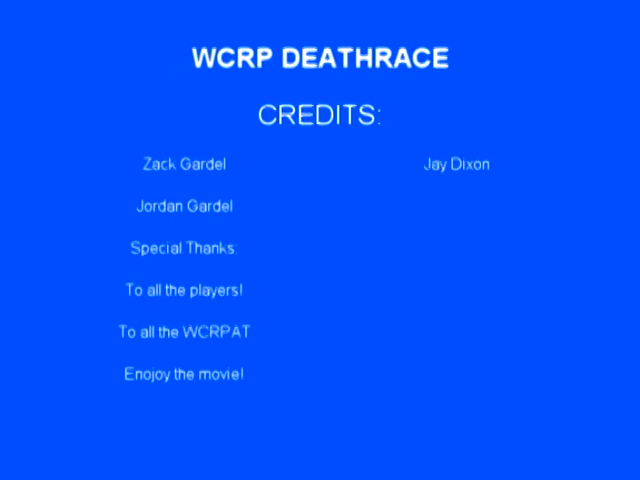 WCRP DEATHRACE
CREDITS:
Zack Gardel
Jay Dixon
Jordan Gardel
Special Thanks:
To all the players!
To all the WCRPAT
Enojoy the movie!